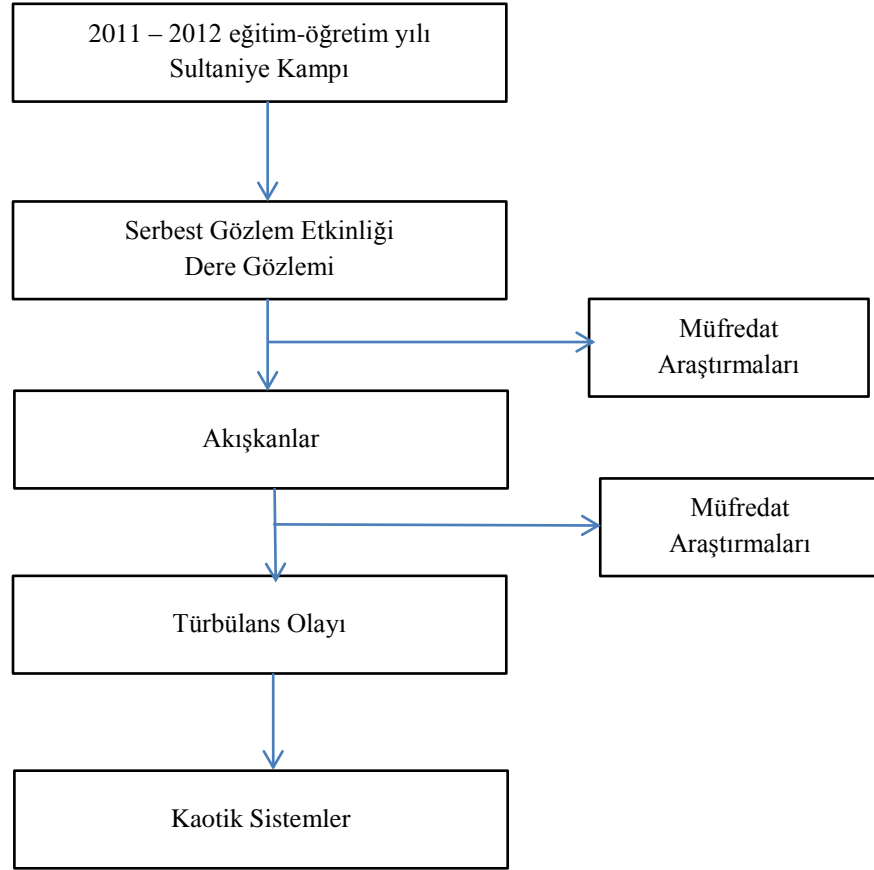 2011 – 2012 eğitim-öğretim yılı
Sultaniye Kampı
Serbest Gözlem Etkinliği
Dere Gözlemi
Müfredat
Araştırmaları
Akışkanlar
Müfredat
Araştırmaları
Türbülans Olayı
Kaotik Sistemler